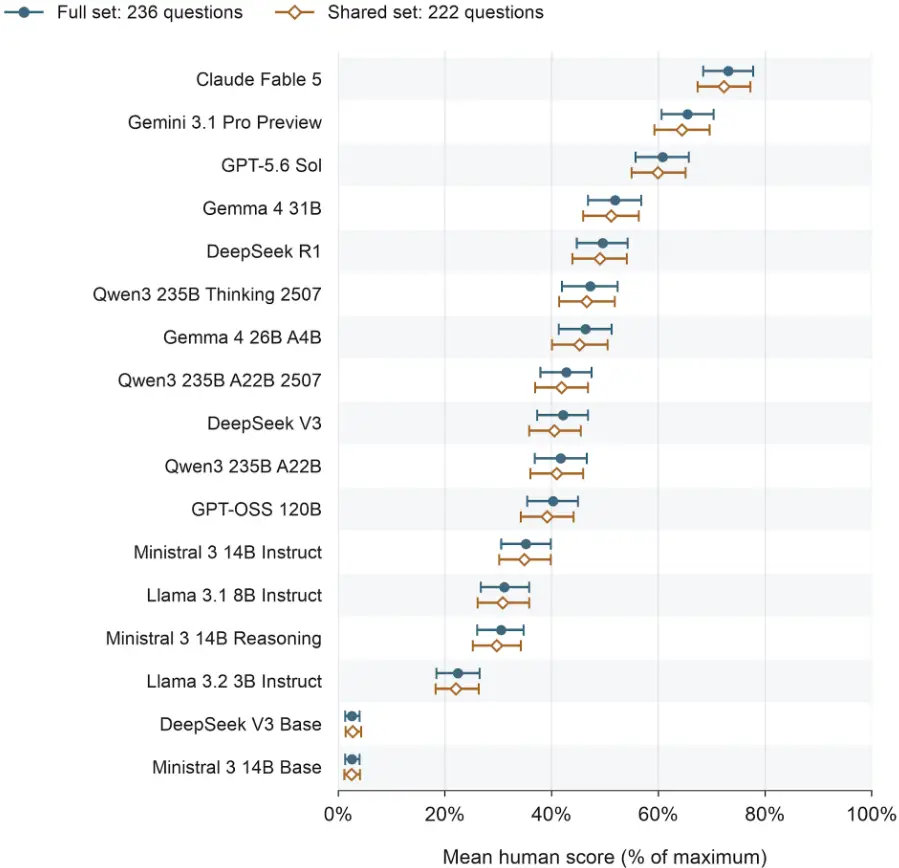 Full set: 236 questions
Shared set: 222 questions
Claude Fable 5
Gemini 3.1 Pro Preview
GPT-5.6 Sol
Gemma 4 31B
DeepSeek R1
Qwen3 235B Thinking 2507
Gemma 4 26B A4B
Qwen3 235B A22B 2507
DeepSeek V3
Qwen3 235B A22B
GPT-OSS 120B
Ministral 3 14B Instruct
Llama 3.1 8B Instruct
Ministral 3 14B Reasoning
Llama 3.2 3B Instruct
DeepSeek V3 Base
Ministral 3 14B Base
0% 20% 40% 60% 80% 100%
Mean human score (% of maximum)